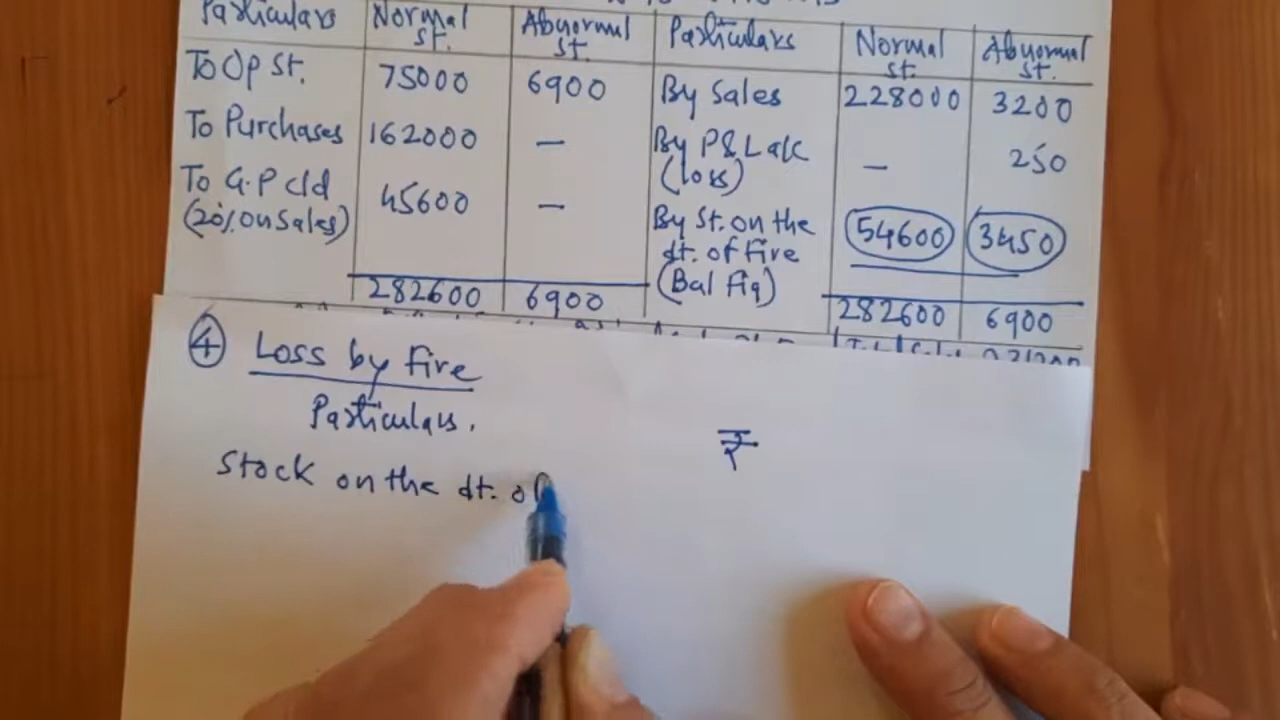 Particulars Normal st. Abnormal st. Particulars Normal st. Abnormal st.
To Op St. 75000 6900 By Sales 228000 3200
To Purchases 162000 — By P&L a/c (loss) — 250
To G.P c/d (20% on Sales) 45600 — By St. on the dt. of fire (Bal Fig) 54600 3450
282600 6900 282600 6900
4 Loss by fire
Particulars. ₹
Stock on the dt. of